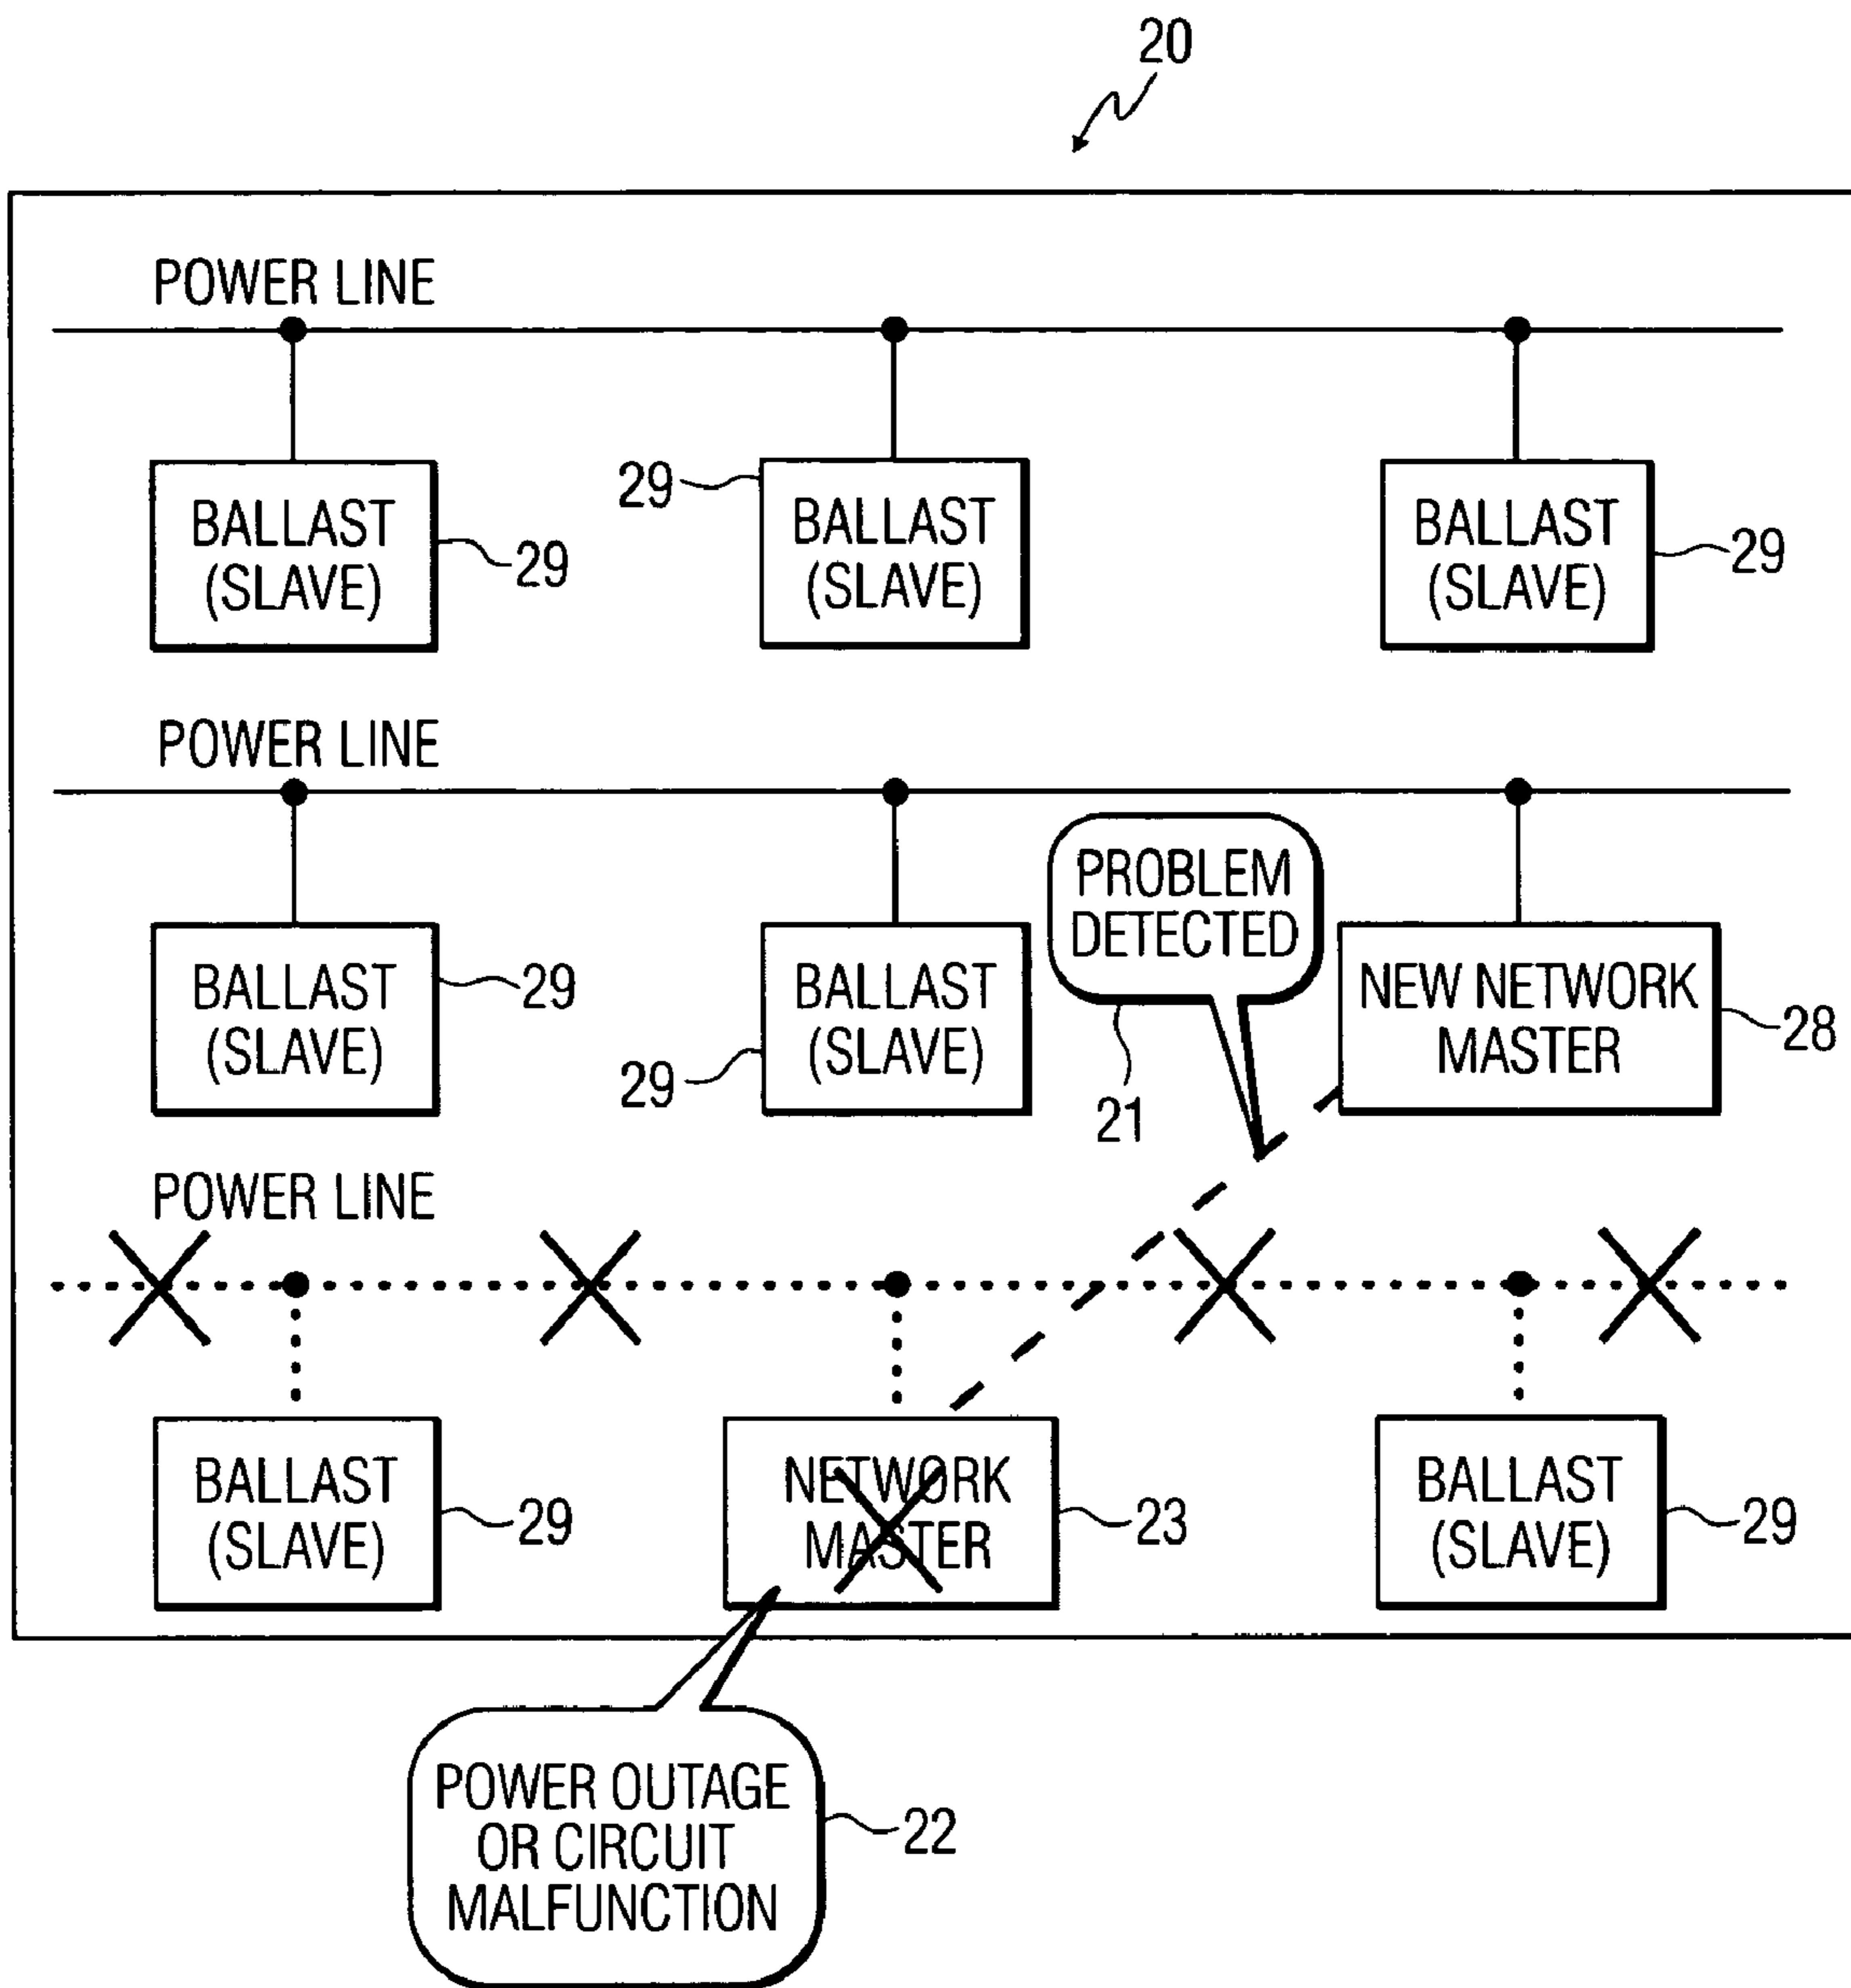 20
POWER LINE
BALLAST
(SLAVE)
29
29
BALLAST
(SLAVE)
BALLAST
(SLAVE)
29
POWER LINE
BALLAST
(SLAVE)
29
BALLAST
(SLAVE)
29
PROBLEM
DETECTED
21
NEW NETWORK
MASTER
28
POWER LINE
BALLAST
(SLAVE)
29
NETWORK
MASTER
23
BALLAST
(SLAVE)
29
POWER OUTAGE
OR CIRCUIT
MALFUNCTION
22